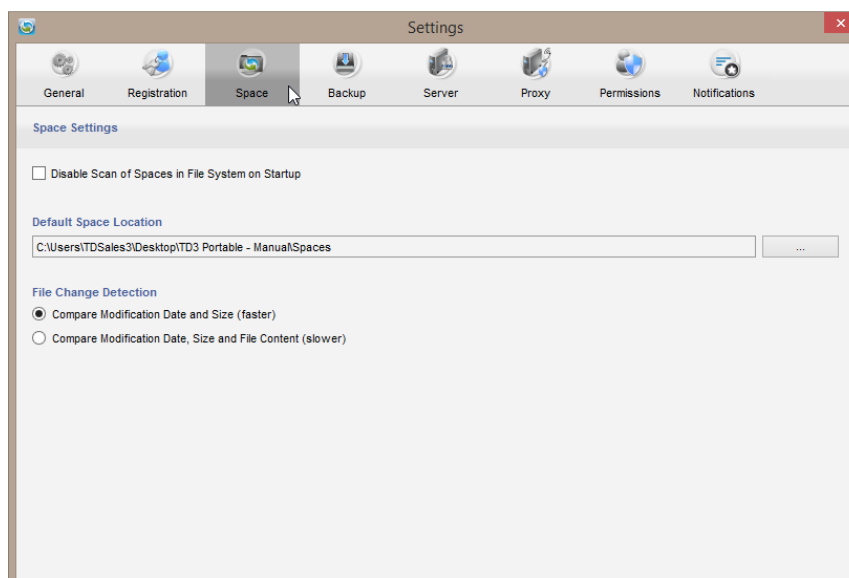 Settings
General Registration Space Backup Server Proxy Permissions Notifications
Space Settings
Disable Scan of Spaces in File System on Startup
Default Space Location
C:\Users\TDSales3\Desktop\TD3 Portable - Manual\Spaces
...
File Change Detection
Compare Modification Date and Size (faster)
Compare Modification Date, Size and File Content (slower)